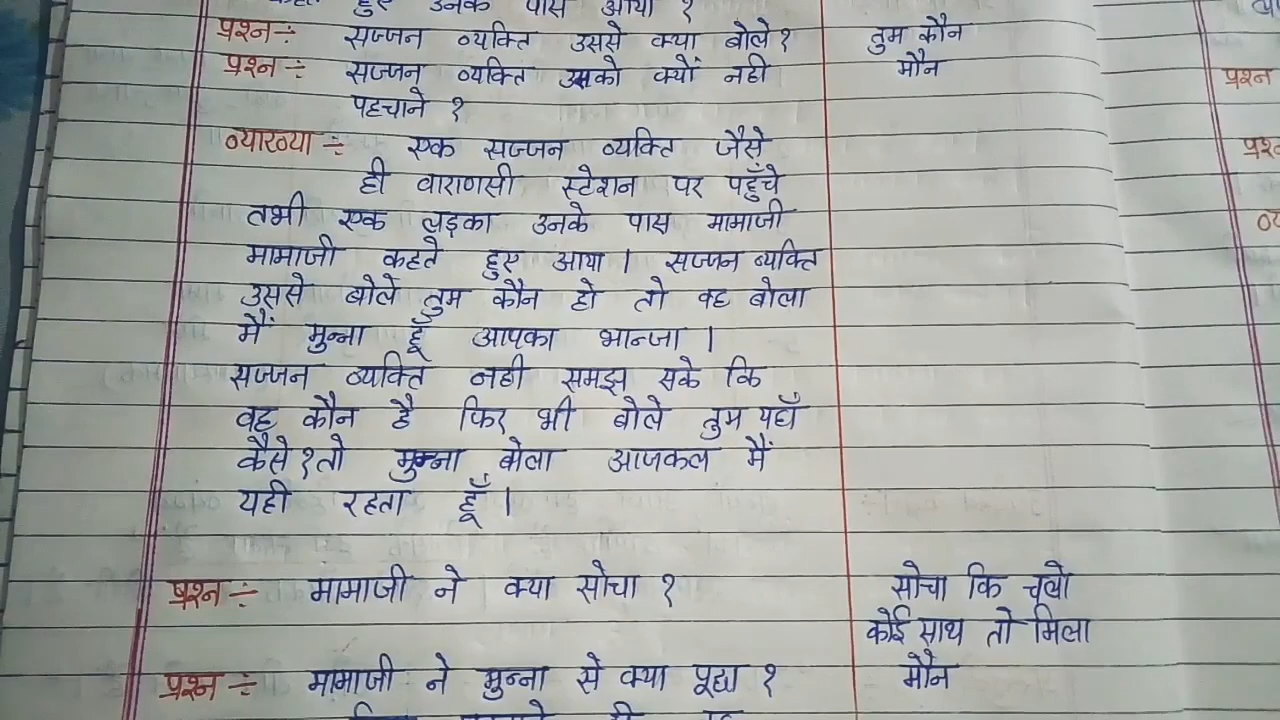 हुए उनके पास आया ?
प्रश्न÷ सज्जन व्यक्ति उससे क्या बोले ? तुम कौन
प्रश्न÷ सज्जन व्यक्ति उसको क्यों नही मौन
पहचाने ?
व्याख्या÷ एक सज्जन व्यक्ति जैसे
ही वाराणसी स्टेशन पर पहुँचे
तभी एक लड़का उनके पास मामाजी
मामाजी कहते हुए आया । सज्जन व्यक्ति
उससे बोले तुम कौन हो तो वह बोला
मैं मुन्ना हूँ आपका भान्जा ।
सज्जन व्यक्ति नही समझ सके कि
वह कौन है फिर भी बोले तुम यहाँ
कैसे ? तो मुन्ना बोला आजकल मैं
यही रहता हूँ ।
प्रश्न÷ मामाजी ने क्या सोचा ? सोचा कि चलो
कोई साथ तो मिला
प्रश्न÷ मामाजी ने मुन्ना से क्या पूछा ? मौन
प्रश्न